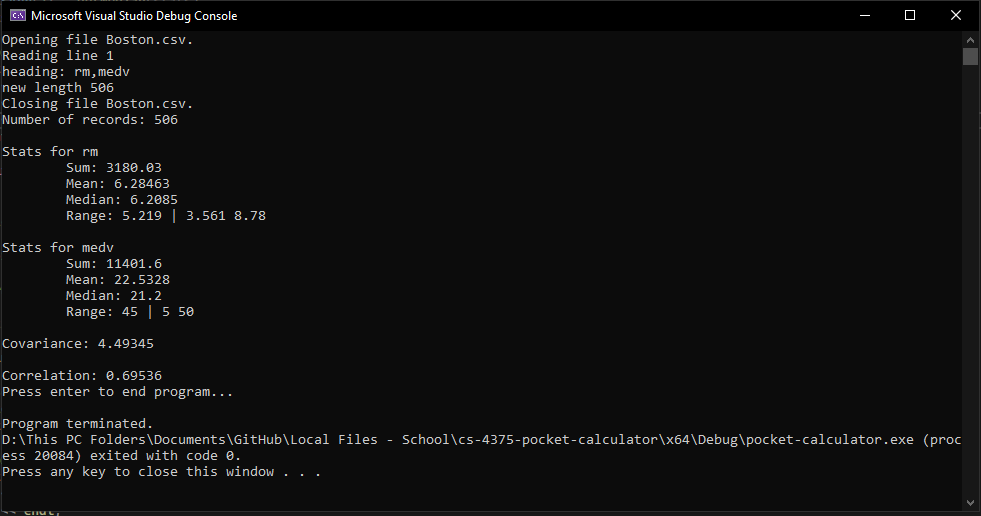 Microsoft Visual Studio Debug Console
Opening file Boston.csv.
Reading line 1
heading: rm,medv
new length 506
Closing file Boston.csv.
Number of records: 506
Stats for rm
Sum: 3180.03
Mean: 6.28463
Median: 6.2085
Range: 5.219 | 3.561 8.78
Stats for medv
Sum: 11401.6
Mean: 22.5328
Median: 21.2
Range: 45 | 5 50
Covariance: 4.49345
Correlation: 0.69536
Press enter to end program...
Program terminated.
D:\This PC Folders\Documents\GitHub\Local Files - School\cs-4375-pocket-calculator\x64\Debug\pocket-calculator.exe (proc
ess 20084) exited with code 0.
Press any key to close this window . . .